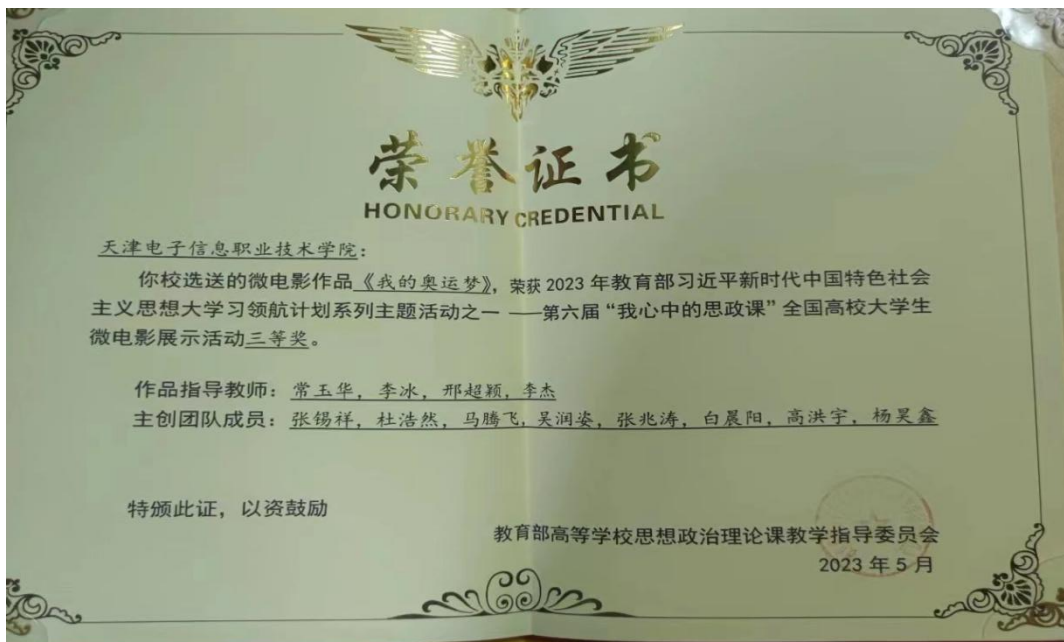 荣誉证书
HONORARY CREDENTIAL
天津电子信息职业技术学院：
你校选送的微电影作品《我的奥运梦》，荣获 2023 年教育部习近平新时代中国特色社会
主义思想大学习领航计划系列主题活动之一 ——第六届“我心中的思政课”全国高校大学生
微电影展示活动三等奖。
作品指导教师：常玉华，李冰，邢超颖，李杰
主创团队成员：张锡祥，杜浩然，马腾飞，吴润姿，张兆涛，白晨阳，高洪宇，杨昊鑫
特颁此证，以资鼓励
教育部高等学校思想政治理论课教学指导委员会
2023 年 5 月